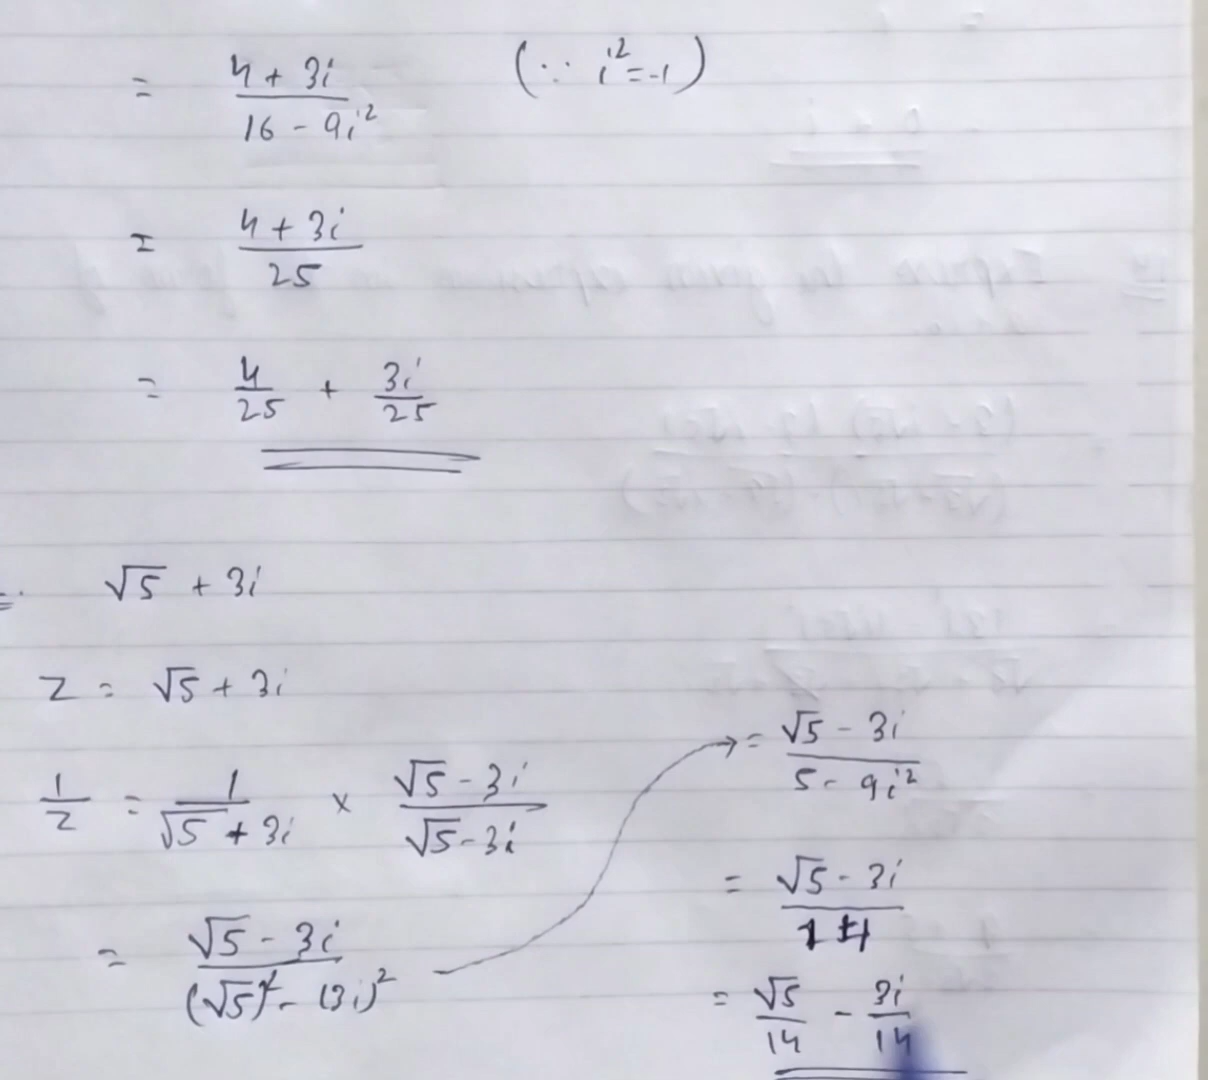 = (4 + 3i)/(16 - 9i²) (∵ i² = -1)
= (4 + 3i)/25
= 4/25 + 3i/25
√5 + 3i
z = √5 + 3i
1/z = 1/(√5 + 3i) × (√5 - 3i)/(√5 - 3i)
= (√5 - 3i)/((√5)² - (3i)²)
→ = (√5 - 3i)/(5 - 9i²)
= (√5 - 3i)/14
= √5/14 - 3i/14